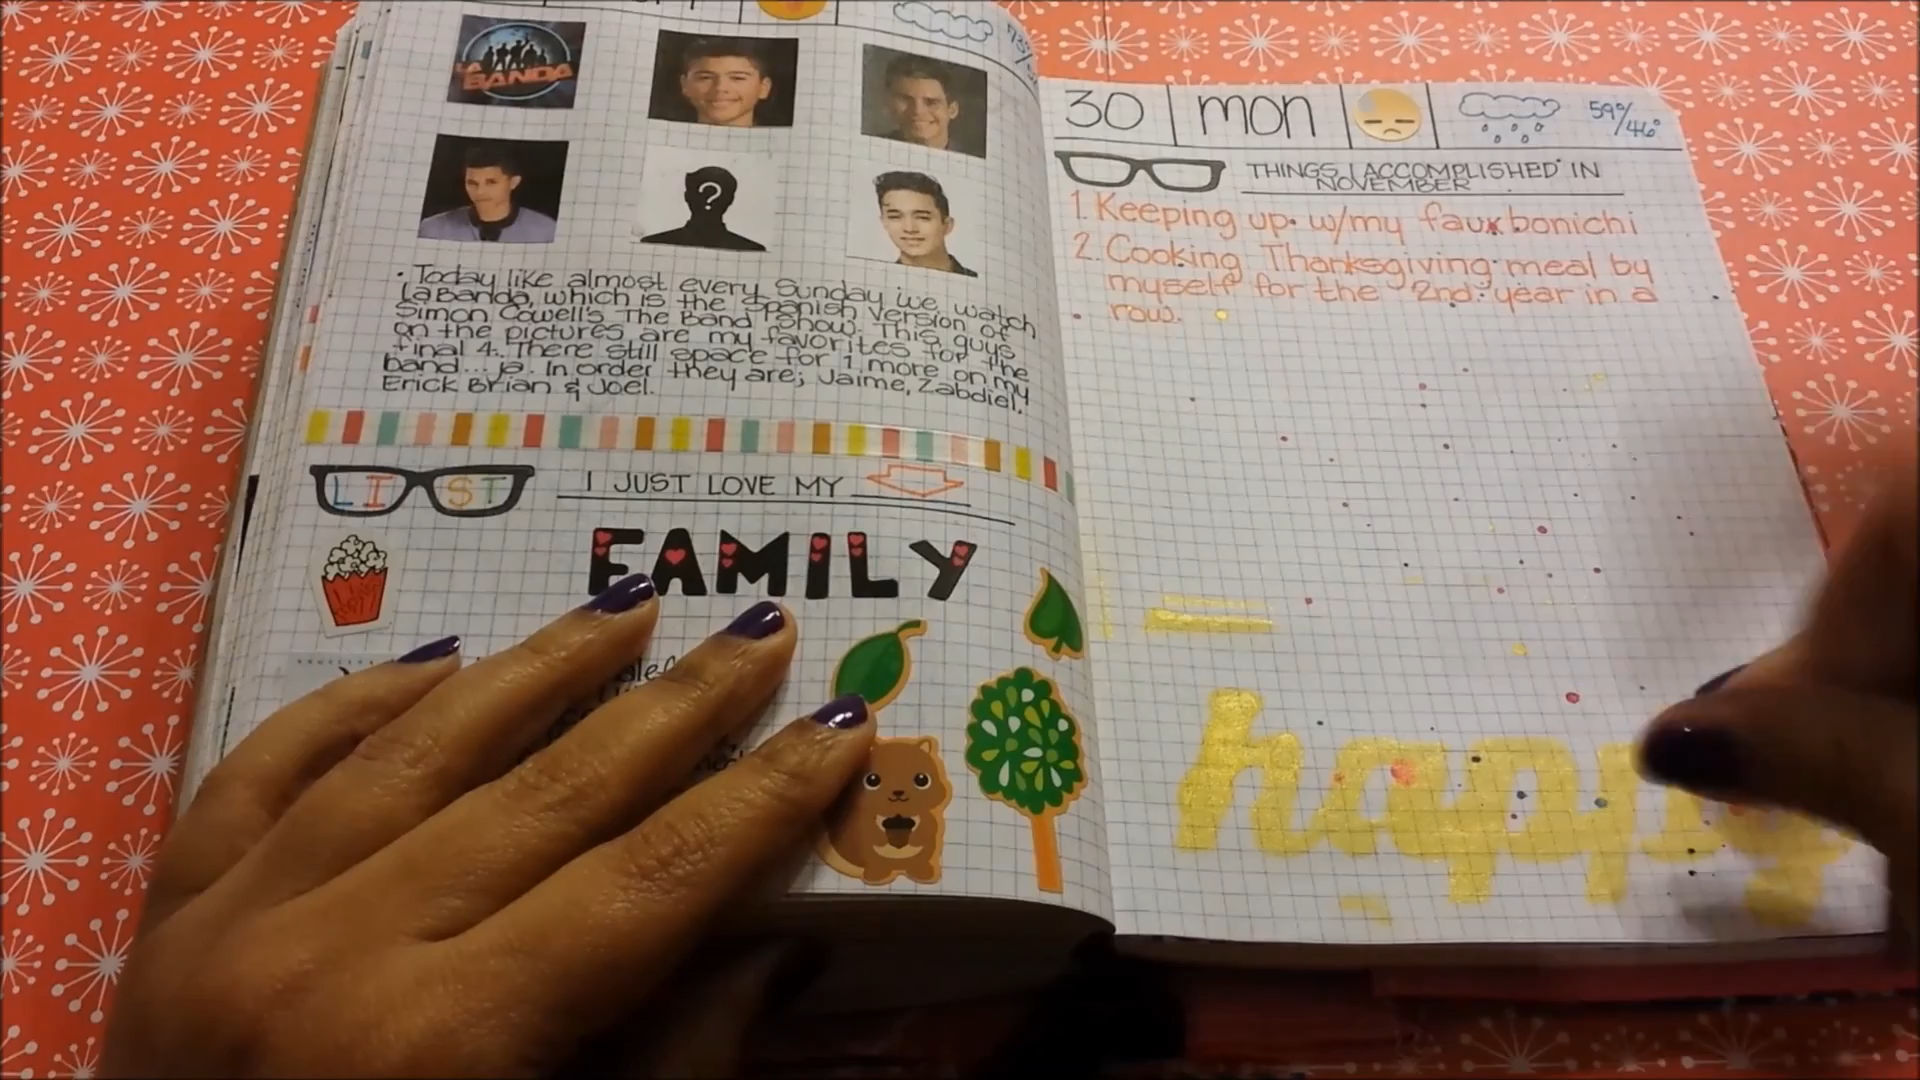 LA
BANDA
?
• Today like almost every Sunday we watch
La Banda, which is the Spanish Version of
Simon Cowell's The Band Show. This guys
on the pictures are my favorites for the
final 4. There still space for 1 more on my
band... ja. In order they are; Jaime, Zabdiel,
Erick Brian & Joel.
LIST
I JUST LOVE MY
FAMILY
30 mon 59°/46°
THINGS I ACCOMPLISHED IN
NOVEMBER
1. Keeping up w/my faux bonichi
2. Cooking Thanksgiving meal by
myself for the 2nd year in a
row.
happy